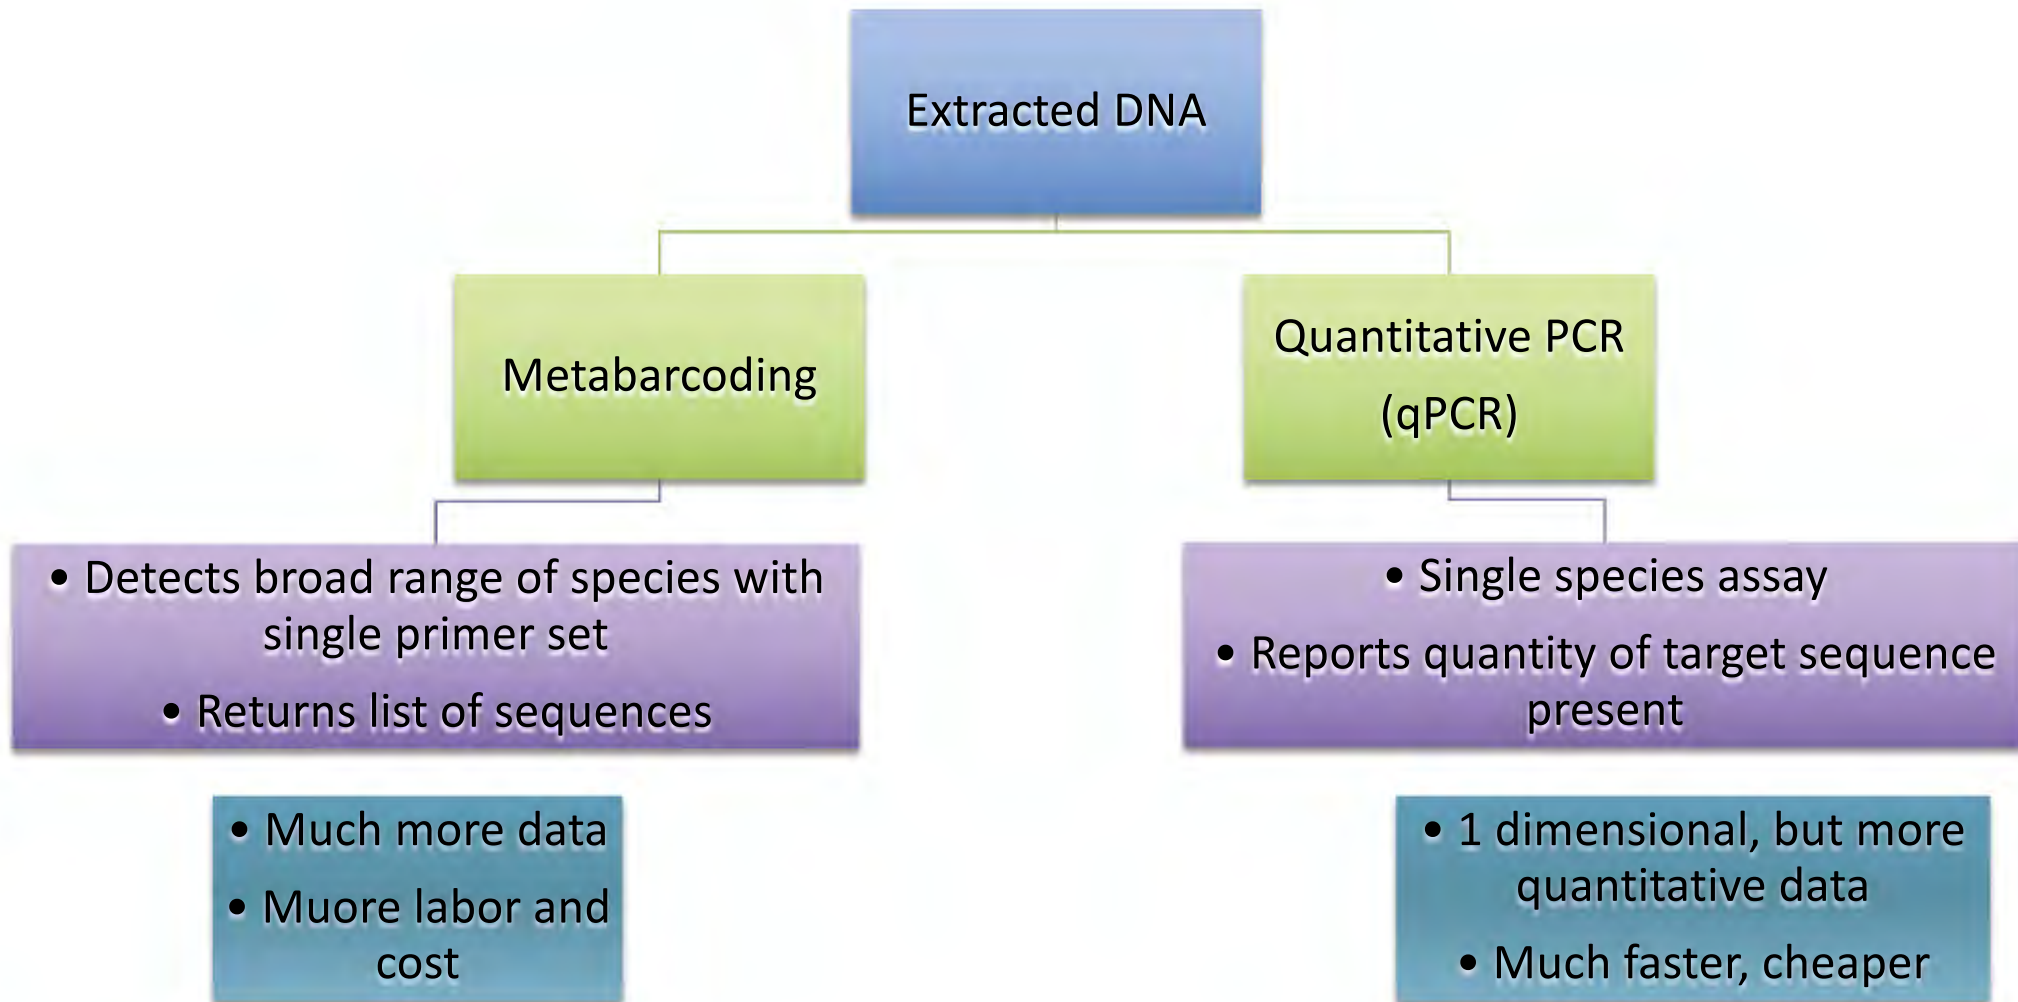 Extracted DNA
Metabarcoding
Quantitative PCR
(qPCR)
• Detects broad range of species with
single primer set
• Returns list of sequences
• Single species assay
• Reports quantity of target sequence
present
• Much more data
• Muore labor and
cost
• 1 dimensional, but more
quantitative data
• Much faster, cheaper